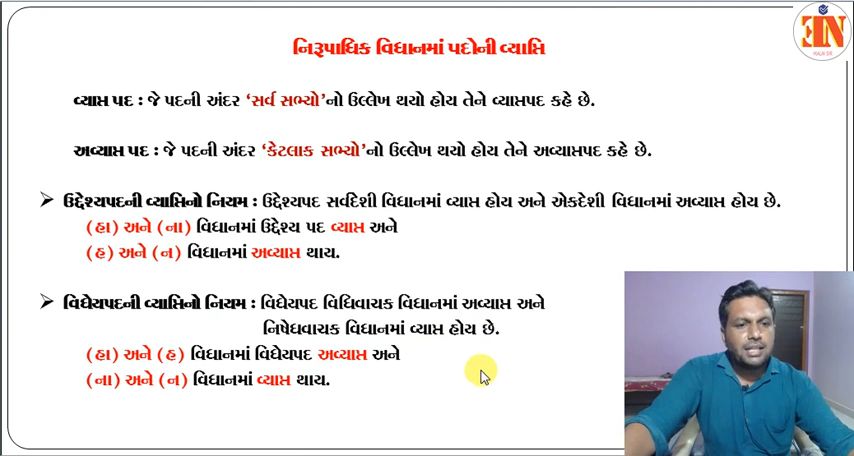 નિરૂપાધિક વિધાનમાં પદોની વ્યાપ્તિ
વ્યાપ્ત પદ : જે પદની અંદર ‘સર્વ સભ્યો’નો ઉલ્લેખ થયો હોય તેને વ્યાપ્તપદ કહે છે.
અવ્યાપ્ત પદ : જે પદની અંદર ‘કેટલાક સભ્યો’નો ઉલ્લેખ થયો હોય તેને અવ્યાપ્તપદ કહે છે.
➤ ઉદ્દેશ્યપદની વ્યાપ્તિનો નિયમ : ઉદ્દેશ્યપદ સર્વદેશી વિધાનમાં વ્યાપ્ત હોય અને એકદેશી વિધાનમાં અવ્યાપ્ત હોય છે.
(હા) અને (ના) વિધાનમાં ઉદ્દેશ્ય પદ વ્યાપ્ત અને
(હ) અને (ન) વિધાનમાં અવ્યાપ્ત થાય.
➤ વિધેયપદની વ્યાપ્તિનો નિયમ : વિધેયપદ વિધિવાચક વિધાનમાં અવ્યાપ્ત અને
નિષેધવાચક વિધાનમાં વ્યાપ્ત હોય છે.
(હા) અને (હ) વિધાનમાં વિધેયપદ અવ્યાપ્ત અને
(ના) અને (ન) વિધાનમાં વ્યાપ્ત થાય.